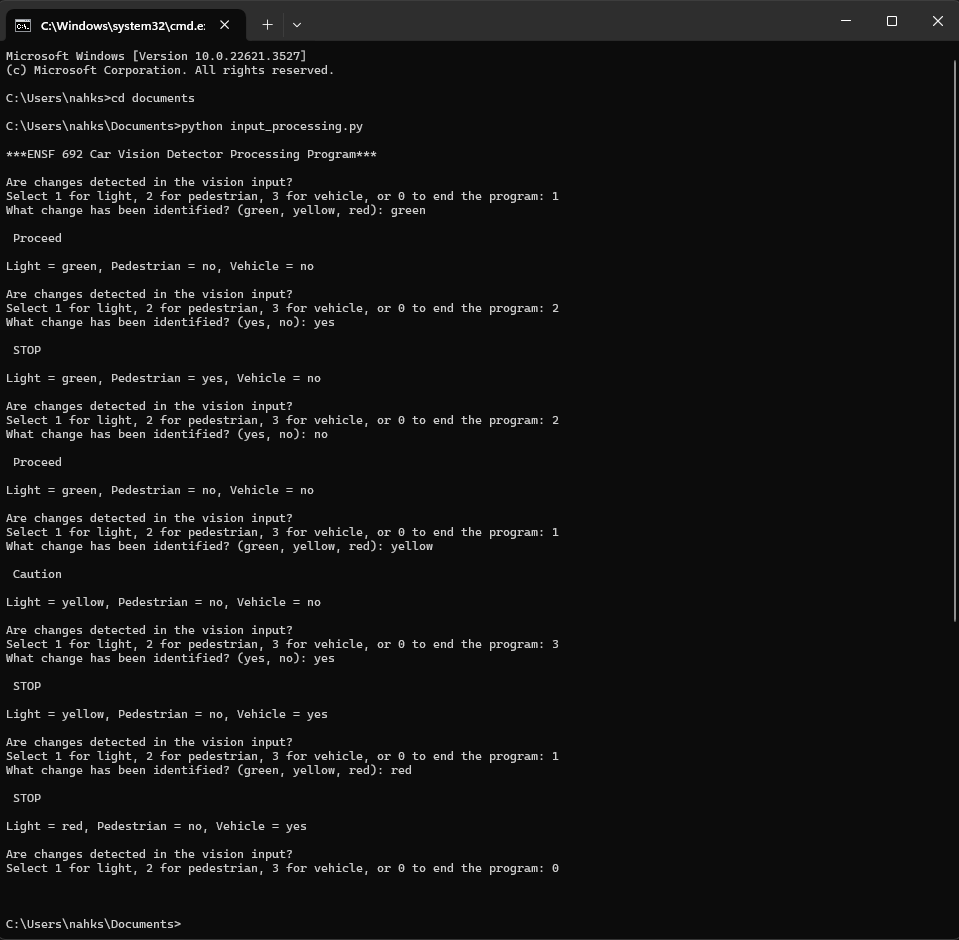 C:\Windows\system32\cmd.e:
Microsoft Windows [Version 10.0.22621.3527]
(c) Microsoft Corporation. All rights reserved.
C:\Users\nahks>cd documents
C:\Users\nahks\Documents>python input_processing.py
***ENSF 692 Car Vision Detector Processing Program***
Are changes detected in the vision input?
Select 1 for light, 2 for pedestrian, 3 for vehicle, or 0 to end the program: 1
What change has been identified? (green, yellow, red): green
Proceed
Light = green, Pedestrian = no, Vehicle = no
Are changes detected in the vision input?
Select 1 for light, 2 for pedestrian, 3 for vehicle, or 0 to end the program: 2
What change has been identified? (yes, no): yes
STOP
Light = green, Pedestrian = yes, Vehicle = no
Are changes detected in the vision input?
Select 1 for light, 2 for pedestrian, 3 for vehicle, or 0 to end the program: 2
What change has been identified? (yes, no): no
Proceed
Light = green, Pedestrian = no, Vehicle = no
Are changes detected in the vision input?
Select 1 for light, 2 for pedestrian, 3 for vehicle, or 0 to end the program: 1
What change has been identified? (green, yellow, red): yellow
Caution
Light = yellow, Pedestrian = no, Vehicle = no
Are changes detected in the vision input?
Select 1 for light, 2 for pedestrian, 3 for vehicle, or 0 to end the program: 3
What change has been identified? (yes, no): yes
STOP
Light = yellow, Pedestrian = no, Vehicle = yes
Are changes detected in the vision input?
Select 1 for light, 2 for pedestrian, 3 for vehicle, or 0 to end the program: 1
What change has been identified? (green, yellow, red): red
STOP
Light = red, Pedestrian = no, Vehicle = yes
Are changes detected in the vision input?
Select 1 for light, 2 for pedestrian, 3 for vehicle, or 0 to end the program: 0
C:\Users\nahks\Documents>